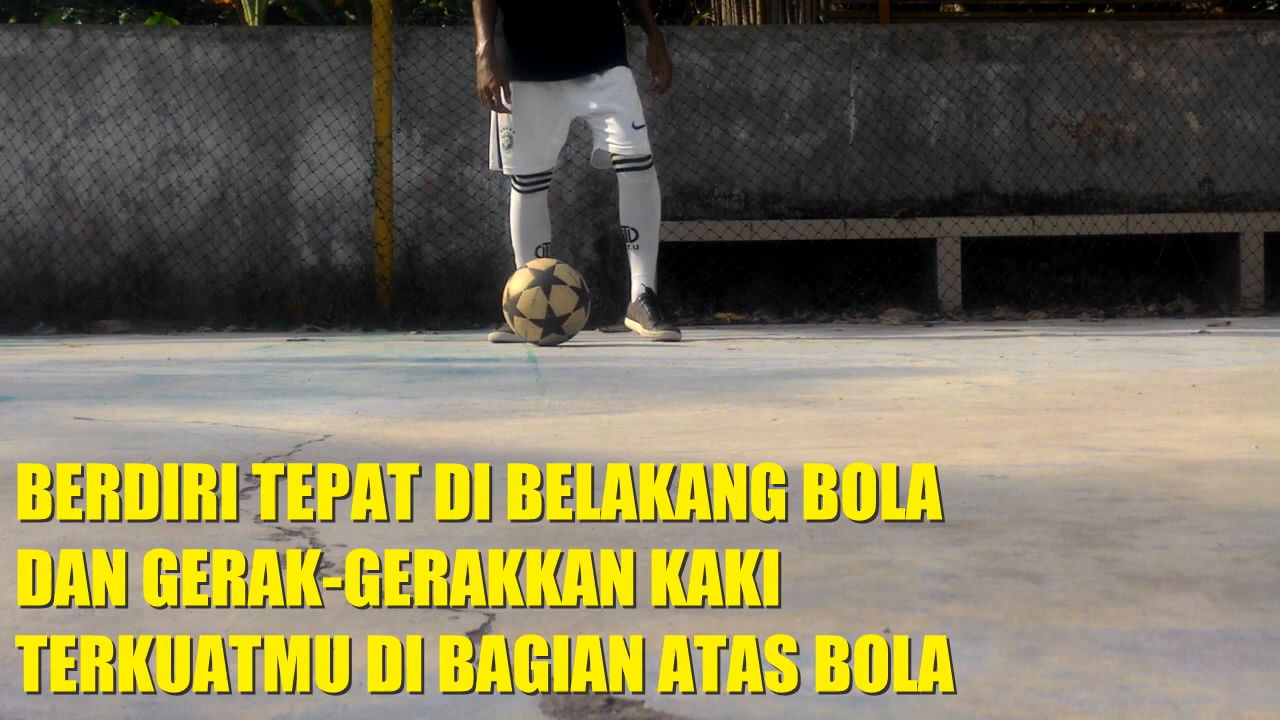 BERDIRI TEPAT DI BELAKANG BOLA
DAN GERAK-GERAKKAN KAKI
TERKUATMU DI BAGIAN ATAS BOLA